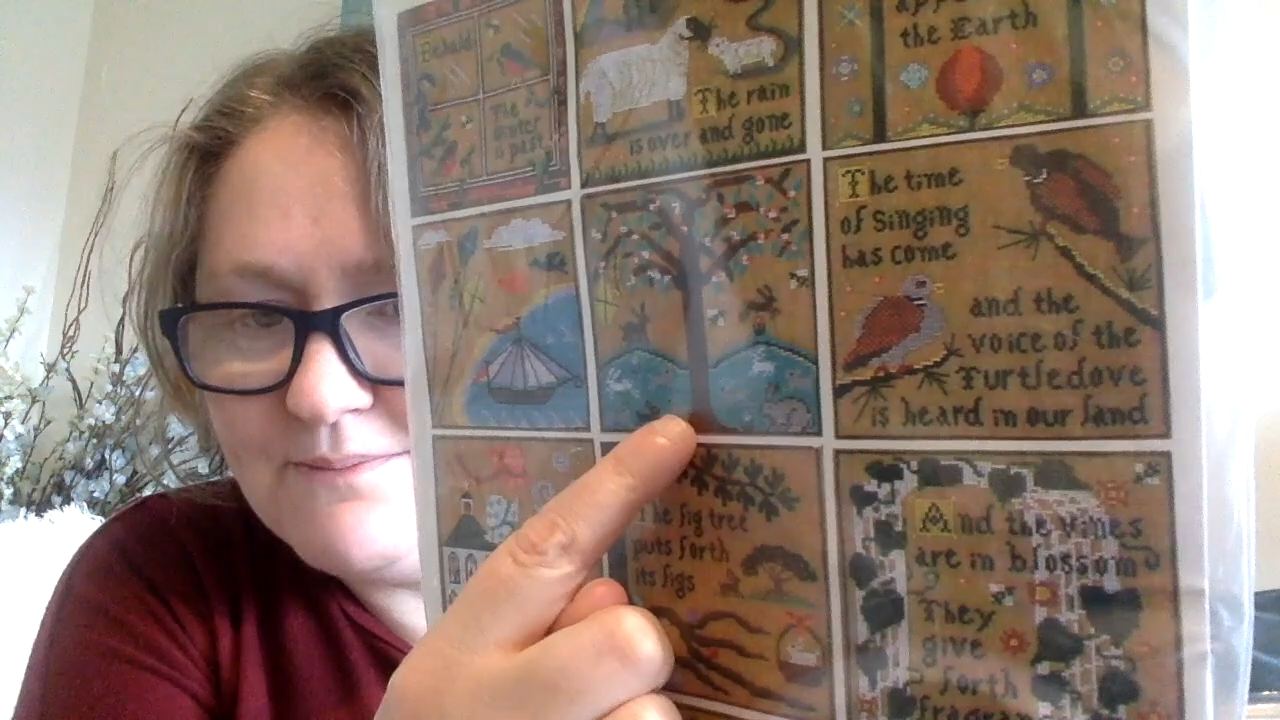 Behold
The
winter
is past
The rain
is over and gone
the Earth
The time
of singing
has come
and the
voice of the
Turtledove
is heard in our land
The fig tree
puts forth
its figs
And the vines
are in blossom
They
give
forth